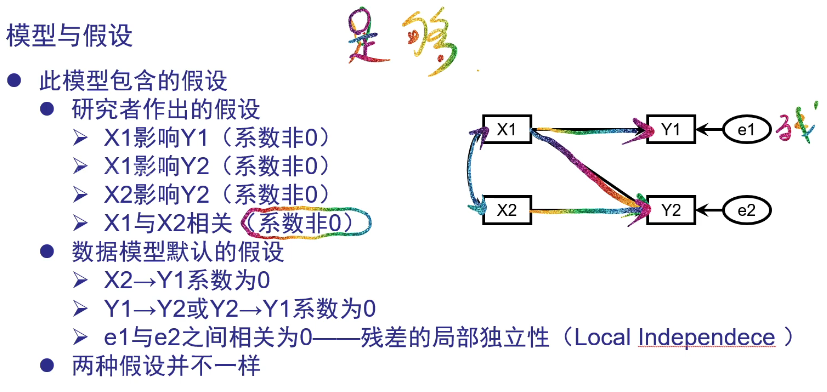 足够
模型与假设
● 此模型包含的假设
● 研究者作出的假设
➢ X1影响Y1（系数非0）
➢ X1影响Y2（系数非0）
➢ X2影响Y2（系数非0）
➢ X1与X2相关（系数非0）
● 数据模型默认的假设
➢ X2→Y1系数为0
➢ Y1→Y2或Y2→Y1系数为0
➢ e1与e2之间相关为0——残差的局部独立性（Local Independece ）
● 两种假设并不一样
X1 Y1 e1
X2 Y2 e2